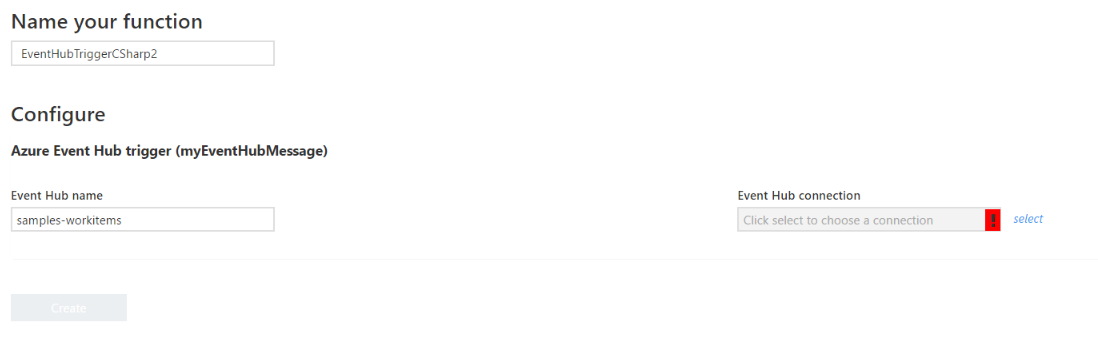 Name your function
EventHubTriggerCSharp2
Configure
Azure Event Hub trigger (myEventHubMessage)
Event Hub name
Event Hub connection
samples-workitems
Click select to choose a connection
!
select
Create